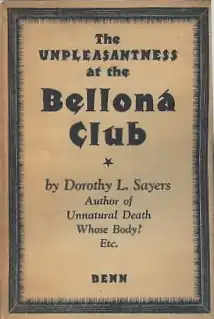 The
UNPLEASANTNESS
at the
Bellona
Club
by Dorothy L. Sayers
Author of
Unnatural Death
Whose Body?
Etc.
BENN